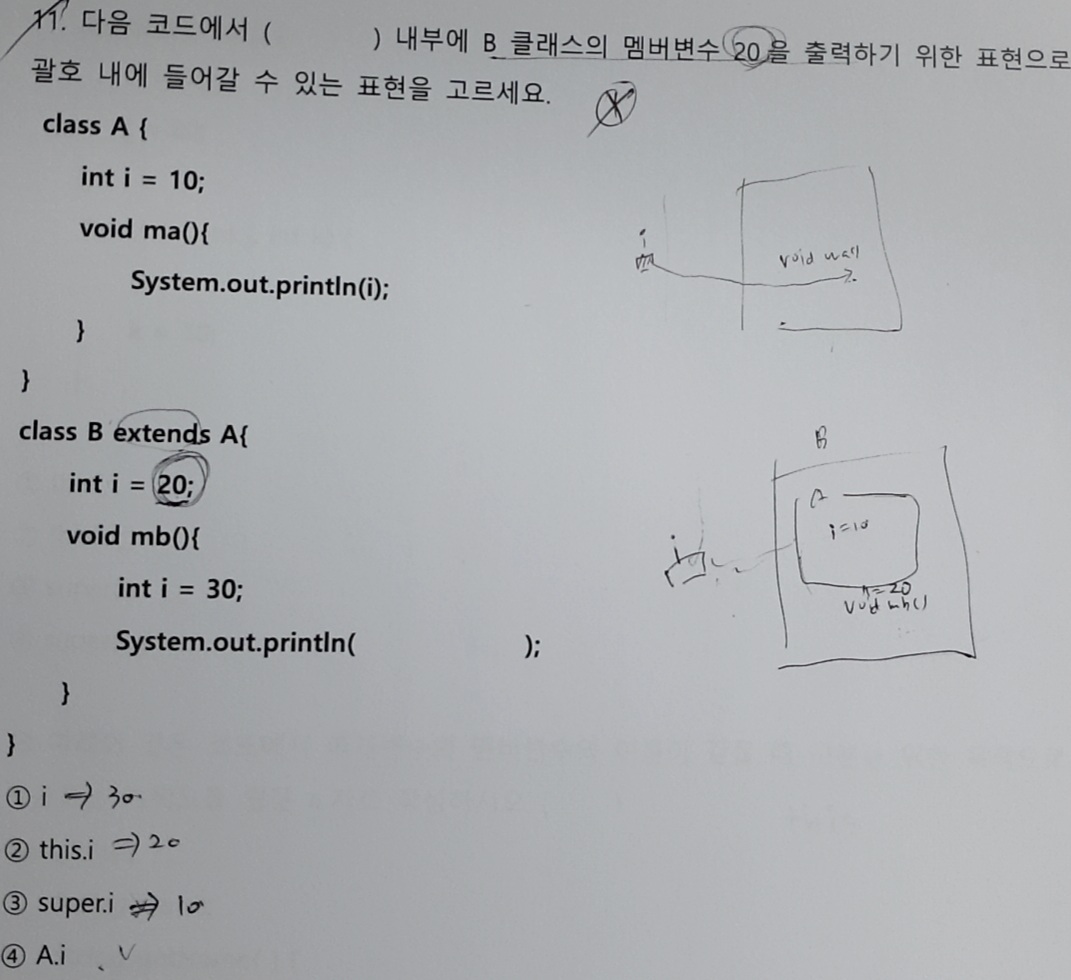 11. 다음 코드에서 (          ) 내부에 B 클래스의 멤버변수 20을 출력하기 위한 표현으로
괄호 내에 들어갈 수 있는 표현을 고르세요.
class A {
int i = 10;
void ma(){
System.out.println(i);
}
}
class B extends A{
int i = 20;
void mb(){
int i = 30;
System.out.println(                    );
}
}
① i ⇒ 30
② this.i ⇒ 20
③ super.i ⇒ 10
④ A.i
i
void
B
A
i=10
=20
void mb()